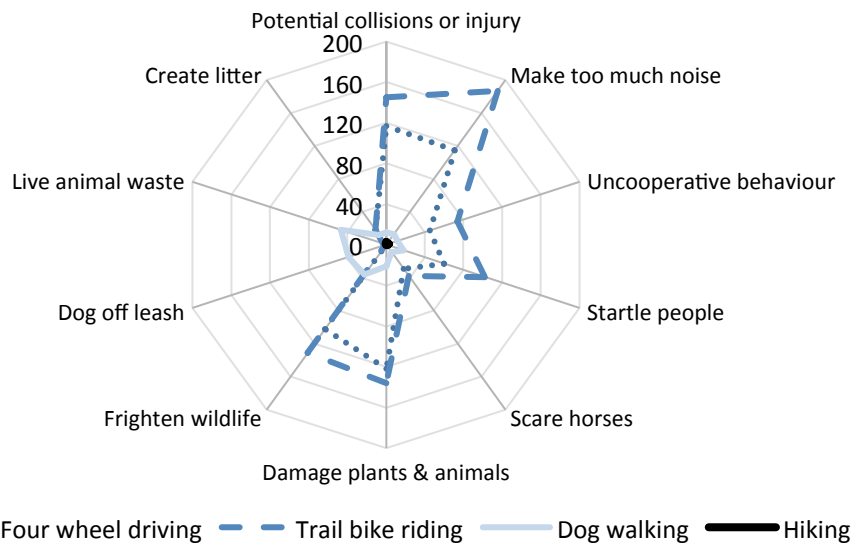 Potential collisions or injury
200
Create litter
Make too much noise
160
120
Live animal waste
80
Uncooperative behaviour
40
0
Dog off leash
Startle people
Frighten wildlife
Scare horses
Damage plants & animals
Four wheel driving Trail bike riding Dog walking Hiking